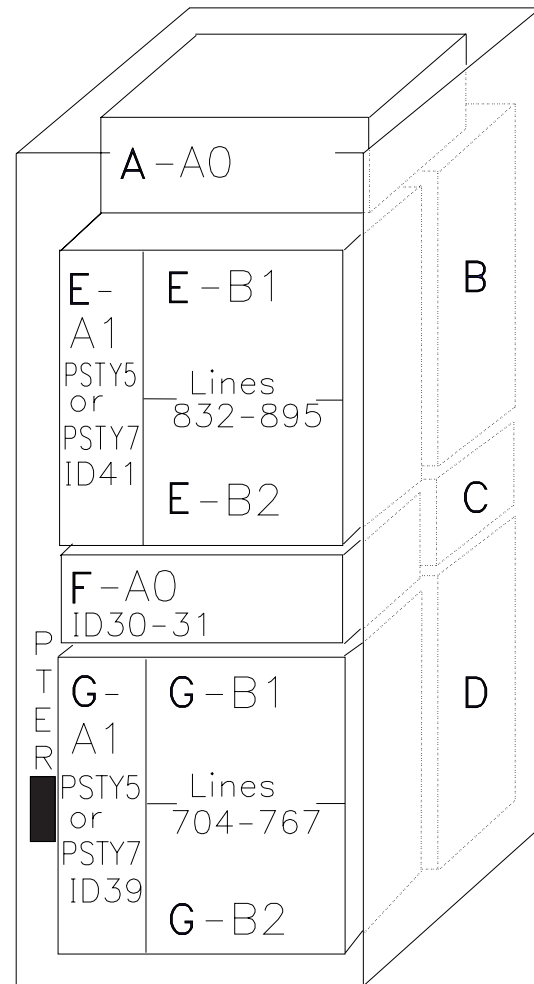 A-A0
E-A1
PSTY5
or
PSTY7
ID41
E-B1
Lines
832-895
E-B2
B
C
D
F-A0
ID30-31
PTER
G-A1
PSTY5
or
PSTY7
ID39
G-B1
Lines
704-767
G-B2